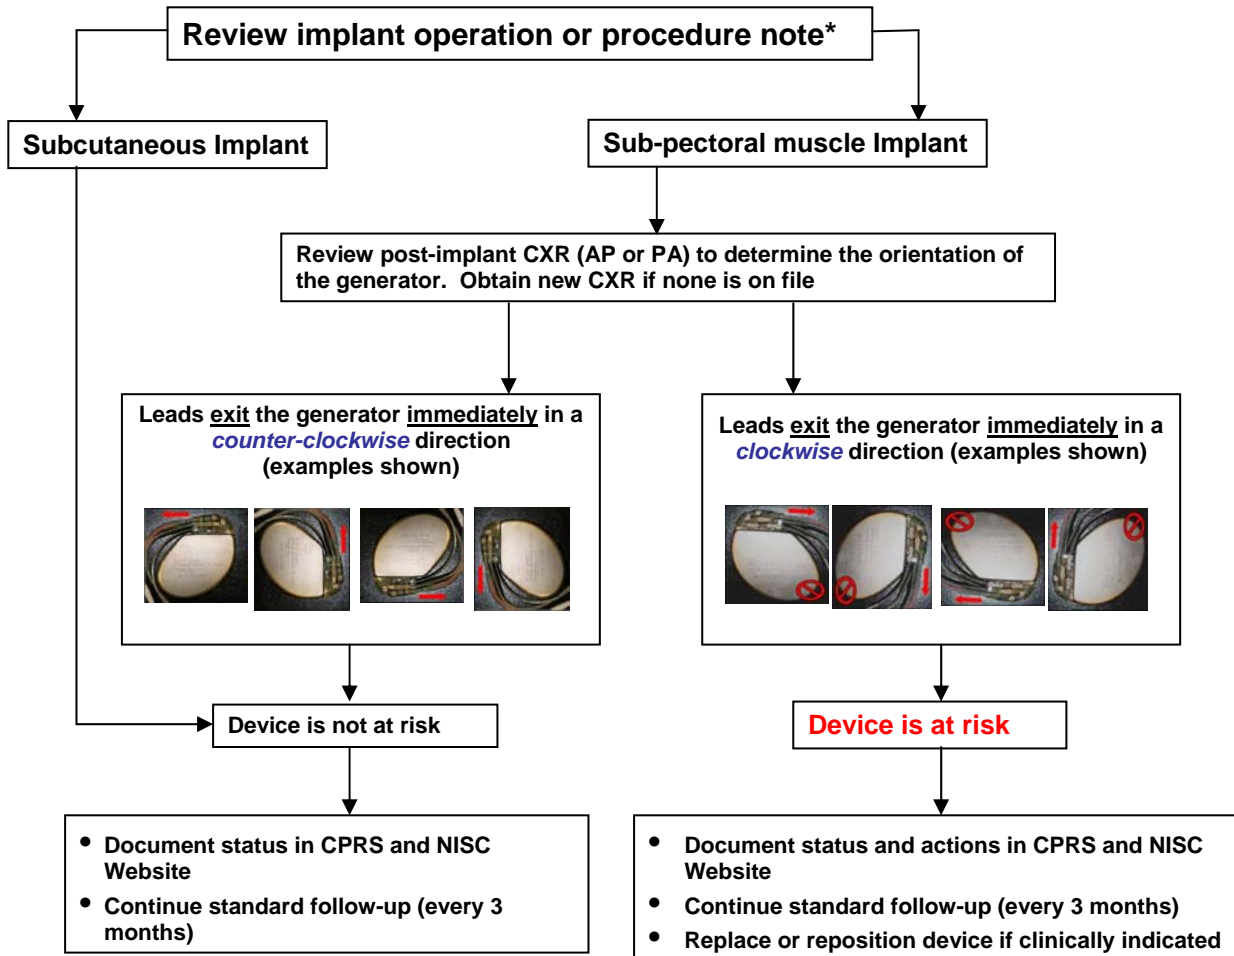 Review implant operation or procedure note*
Subcutaneous Implant
Sub-pectoral muscle Implant
Review post-implant CXR (AP or PA) to determine the orientation of
the generator.  Obtain new CXR if none is on file
Leads exit the generator immediately in a
counter-clockwise direction
(examples shown)
Leads exit the generator immediately in a
clockwise direction (examples shown)
Device is not at risk
Device is at risk
• Document status in CPRS and NISC
Website
• Continue standard follow-up (every 3
months)
• Document status and actions in CPRS and NISC
Website
• Continue standard follow-up (every 3 months)
• Replace or reposition device if clinically indicated